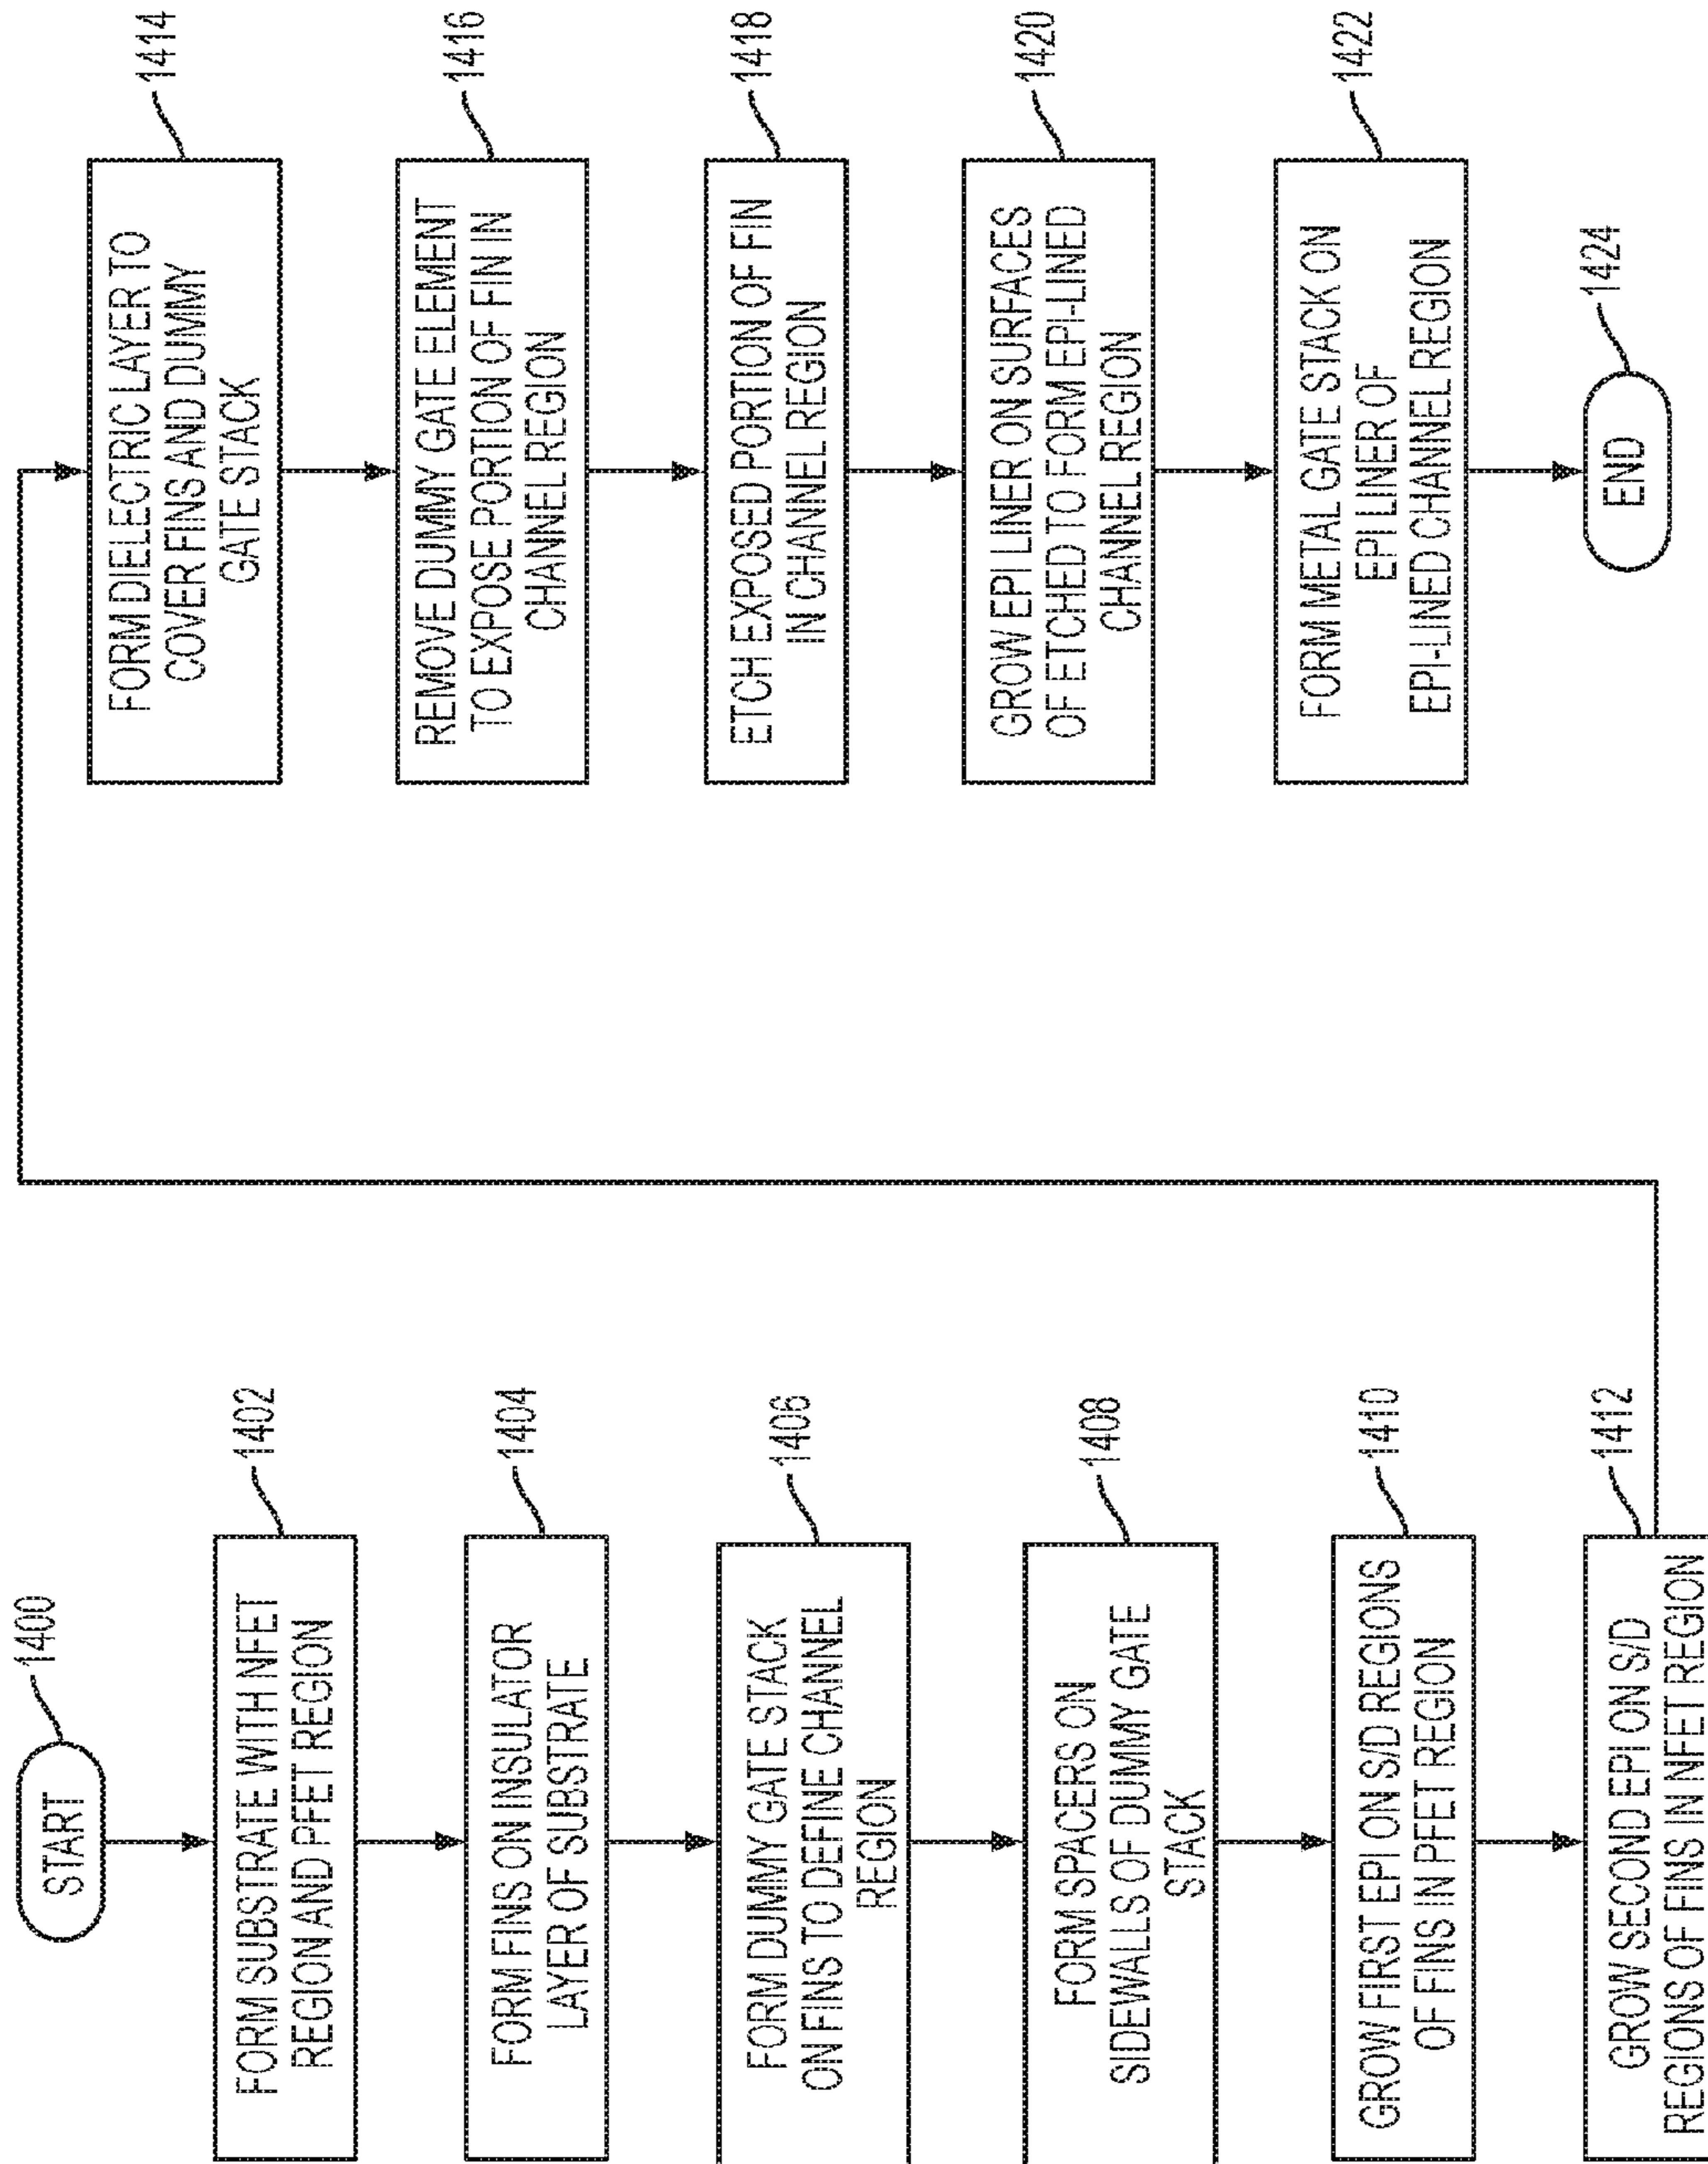 START
1400
FORM SUBSTRATE WITH NFET
REGION AND PFET REGION
1402
FORM FINS ON INSULATOR
LAYER OF SUBSTRATE
1404
FORM DUMMY GATE STACK
ON FINS TO DEFINE CHANNEL
REGION
1406
FORM SPACERS ON
SIDEWALLS OF DUMMY GATE
STACK
1408
GROW FIRST EPI ON S/D REGIONS
OF FINS IN PFET REGION
1410
GROW SECOND EPI ON S/D
REGIONS OF FINS IN NFET REGION
1412
FORM DIELECTRIC LAYER TO
COVER FINS AND DUMMY
GATE STACK
1414
REMOVE DUMMY GATE ELEMENT
TO EXPOSE PORTION OF FIN IN
CHANNEL REGION
1416
ETCH EXPOSED PORTION OF FIN
IN CHANNEL REGION
1418
GROW EPI LINER ON SURFACES
OF ETCHED TO FORM EPI-LINED
CHANNEL REGION
1420
FORM METAL GATE STACK ON
EPI LINER OF
EPI-LINED CHANNEL REGION
1422
END
1424